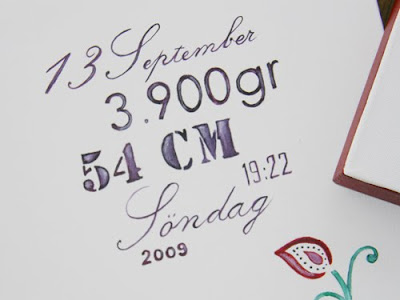 13 September
3.900gr
54 CM
19:22
Söndag
2009